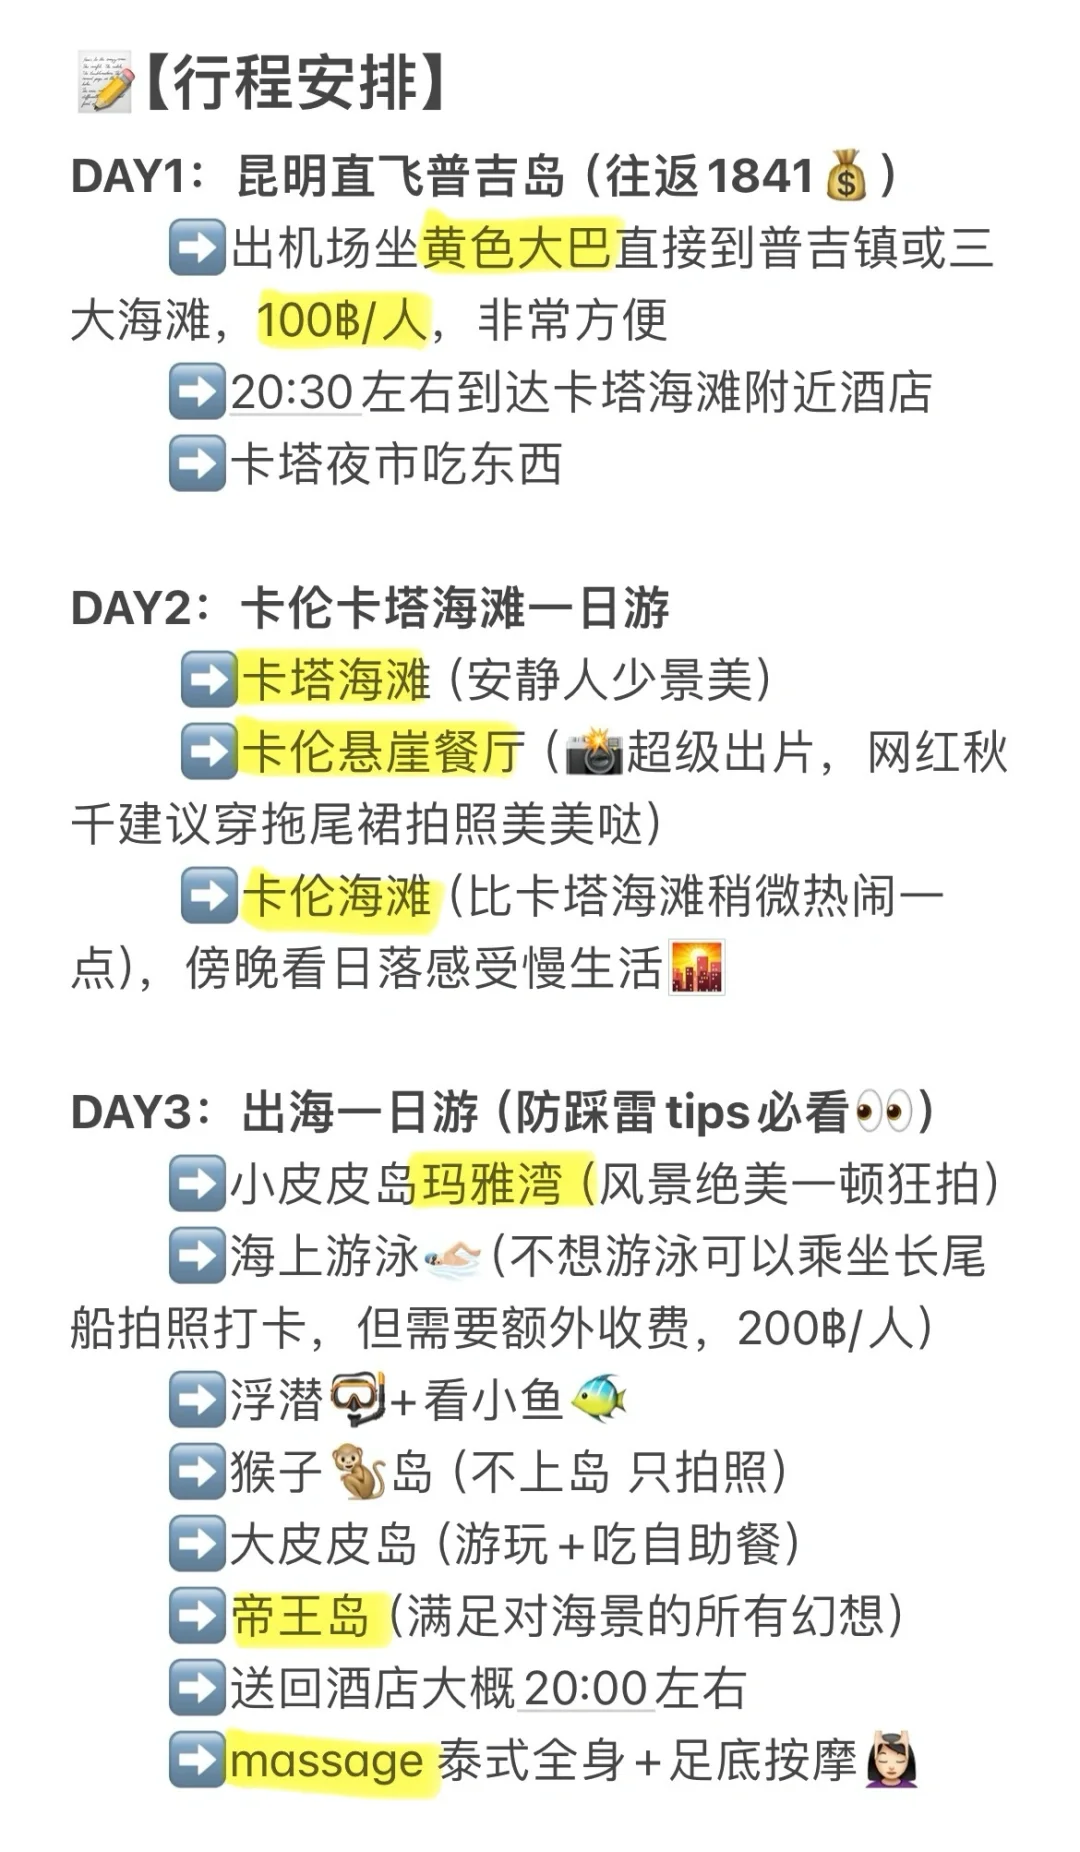 【行程安排】
DAY1：昆明直飞普吉岛（往返1841💰）
➡️出机场坐黄色大巴直接到普吉镇或三
大海滩，100฿/人，非常方便
➡️20:30左右到达卡塔海滩附近酒店
➡️卡塔夜市吃东西
DAY2：卡伦卡塔海滩一日游
➡️卡塔海滩（安静人少景美）
➡️卡伦悬崖餐厅（📸超级出片，网红秋
千建议穿拖尾裙拍照美美哒）
➡️卡伦海滩（比卡塔海滩稍微热闹一
点），傍晚看日落感受慢生活🌇
DAY3：出海一日游（防踩雷tips必看👀）
➡️小皮皮岛玛雅湾（风景绝美一顿狂拍）
➡️海上游泳🏊🏻（不想游泳可以乘坐长尾
船拍照打卡，但需要额外收费，200฿/人）
➡️浮潜🤿+看小鱼🐠
➡️猴子🐒岛（不上岛 只拍照）
➡️大皮皮岛（游玩+吃自助餐）
➡️帝王岛（满足对海景的所有幻想）
➡️送回酒店大概20:00左右
➡️massage 泰式全身+足底按摩💆🏻‍♀️